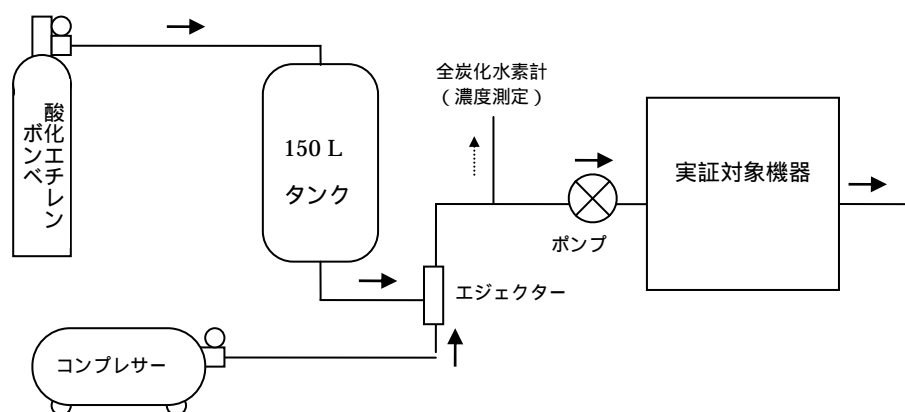 酸化エチレン
ボンベ
150 L
タンク
全炭化水素計
(濃度測定)
実証対象機器
ポンプ
エジェクター
コンプレサー